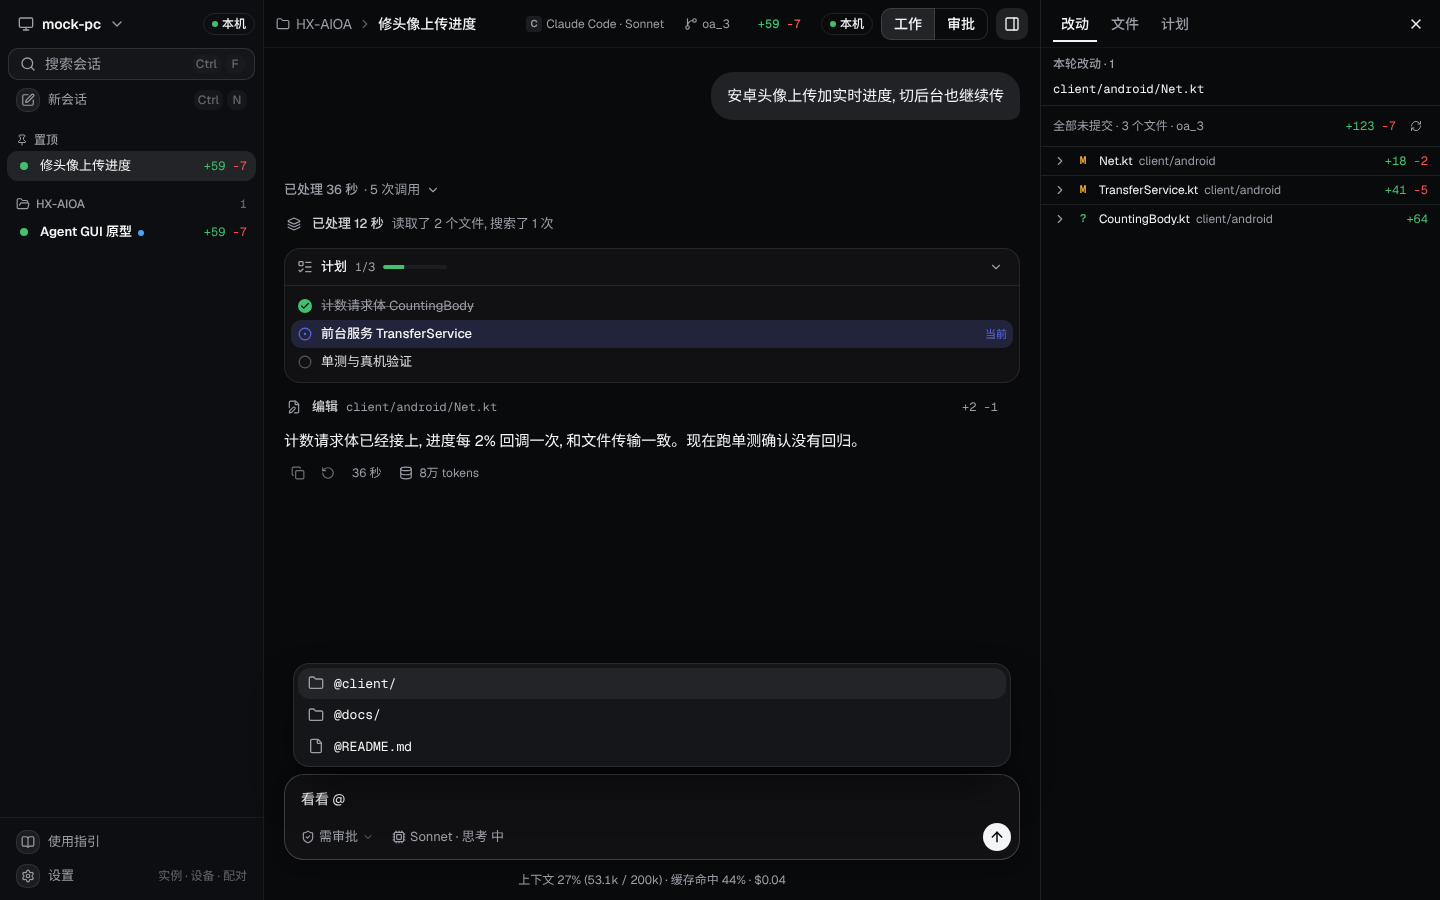 mock-pc 本机
搜索会话 Ctrl F
新会话 Ctrl N
置顶
修头像上传进度 +59 -7
HX-AIOA 1
Agent GUI 原型 +59 -7
使用指引
设置 实例 · 设备 · 配对
HX-AIOA 修头像上传进度 C Claude Code · Sonnet oa_3 +59 -7 本机 工作 审批
安卓头像上传加实时进度, 切后台也继续传
已处理 36 秒 · 5 次调用
已处理 12 秒 读取了 2 个文件, 搜索了 1 次
计划 1/3
计数请求体 CountingBody
前台服务 TransferService 当前
单测与真机验证
编辑 client/android/Net.kt +2 -1
计数请求体已经接上, 进度每 2% 回调一次, 和文件传输一致。现在跑单测确认没有回归。
36 秒 8万 tokens
@client/
@docs/
@README.md
看看 @
需审批 Sonnet · 思考 中
上下文 27% (53.1k / 200k) · 缓存命中 44% · $0.04
改动 文件 计划
本轮改动 · 1
client/android/Net.kt
全部未提交 · 3 个文件 · oa_3 +123 -7
M Net.kt client/android +18 -2
M TransferService.kt client/android +41 -5
? CountingBody.kt client/android +64